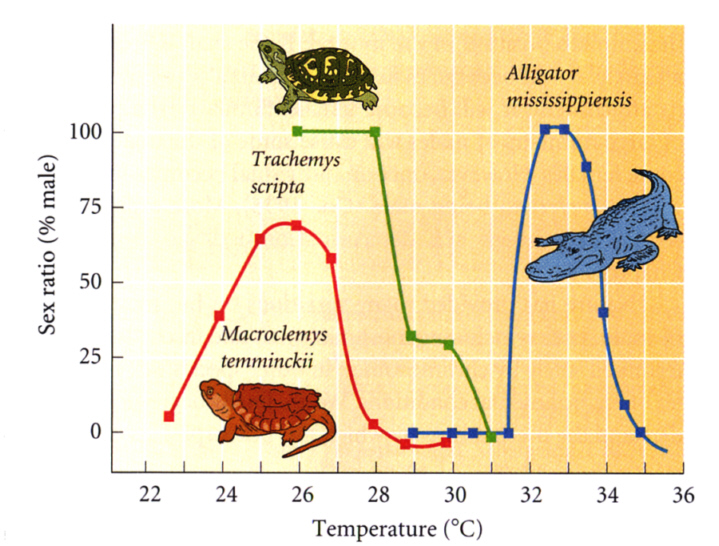 Alligator
mississippiensis
100
Trachemys
scripta
75
Sex ratio (% male)
50
Macroclemys
temminckii
25
0
22 24 26 28 30 32 34 36
Temperature (°C)